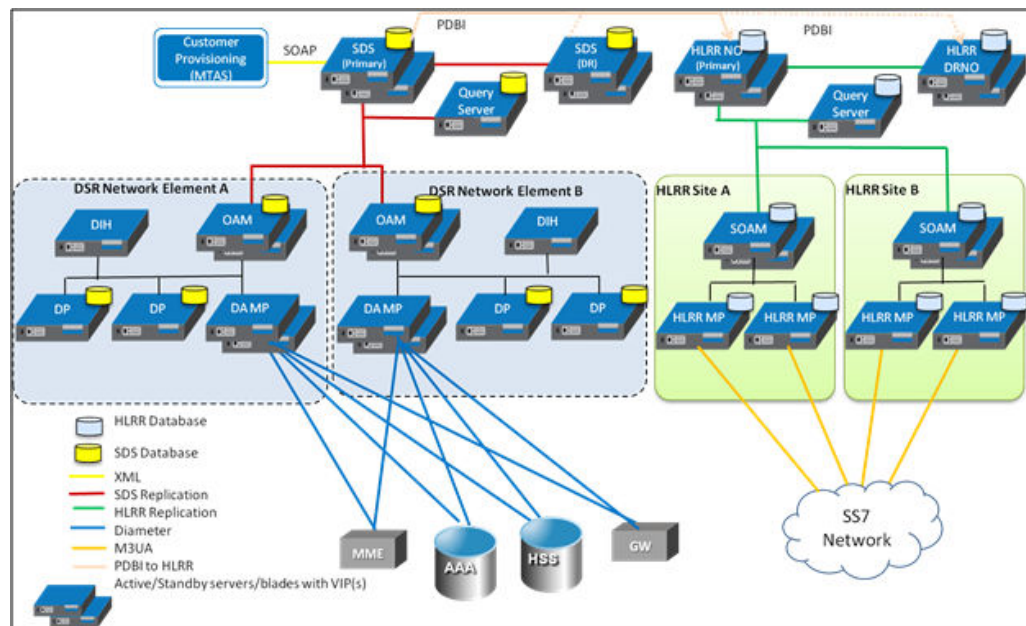 PDBI
PDBI
Customer
Provisioning
(MTAS)
SOAP
SDS
(Primary)
SDS
(DR)
HLRR NO
(Primary)
HLRR
DRNO
Query
Server
Query
Server
DSR Network Element A
DSR Network Element B
HLRR Site A
HLRR Site B
DIH
OAM
OAM
DIH
SOAM
SOAM
DP
DP
DA MP
DA MP
DP
DP
HLRR MP
HLRR MP
HLRR MP
HLRR MP
HLRR Database
SDS Database
XML
SDS Replication
HLRR Replication
Diameter
M3UA
PDBI to HLRR
Active/Standby servers/blades with VIP(s)
MME
AAA
HSS
GW
SS7
Network